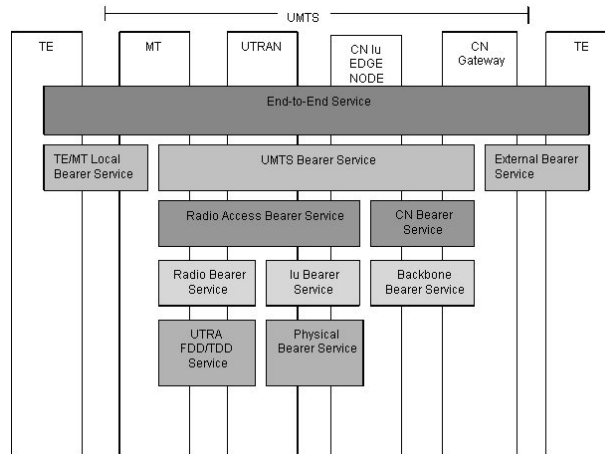 UMTS
TE
MT
UTRAN
CN Iu
EDGE
NODE
CN
Gateway
TE
End-to-End Service
TE/MT Local
Bearer Service
UMTS Bearer Service
External Bearer
Service
Radio Access Bearer Service
CN Bearer
Service
Radio Bearer
Service
Iu Bearer
Service
Backbone
Bearer Service
UTRA
FDD/TDD
Service
Physical
Bearer Service